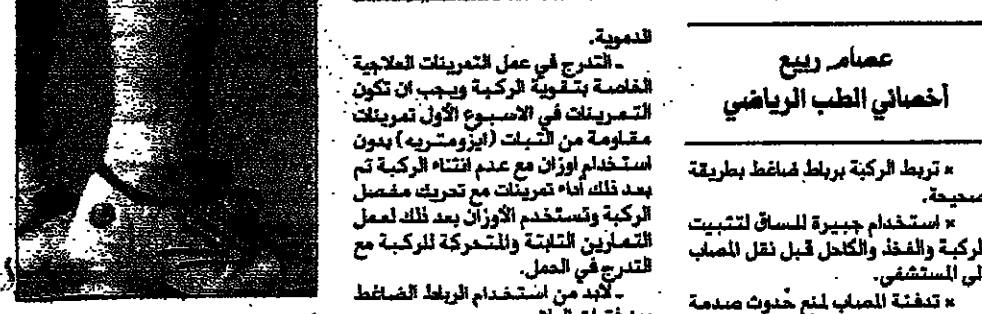 عصام ربيع
أخصائي الطب الرياضي
× تربط الركبة برباط ضاغط بطريقة
صحيحة.
× استخدام جبيرة للساق لتثبيت
الركبة والفخذ والكاحل قبل نقل المصاب
إلي المستشفى.
× تدفئة المصاب لمنع حدوث صدمة
الدموية.
ـ التدرج في عمل التمرينات العلاجية
الخاصة بتقوية الركبة ويجب ان تكون
التمرينات في الاسبوع الأول تمرينات
مقاومة من الثبات (ايزومتريه) بدون
استخدام اوزان مع عدم انثناء الركبة ثم
بعد ذلك أداء تمرينات مع تحريك مفصل
الركبة وتستخدم الأوزان بعد ذلك لعمل
التمارين الثابتة والمتحركة للركبة مع
التدرج في الحمل.
ـ لابد من استخدام الرباط الضاغط